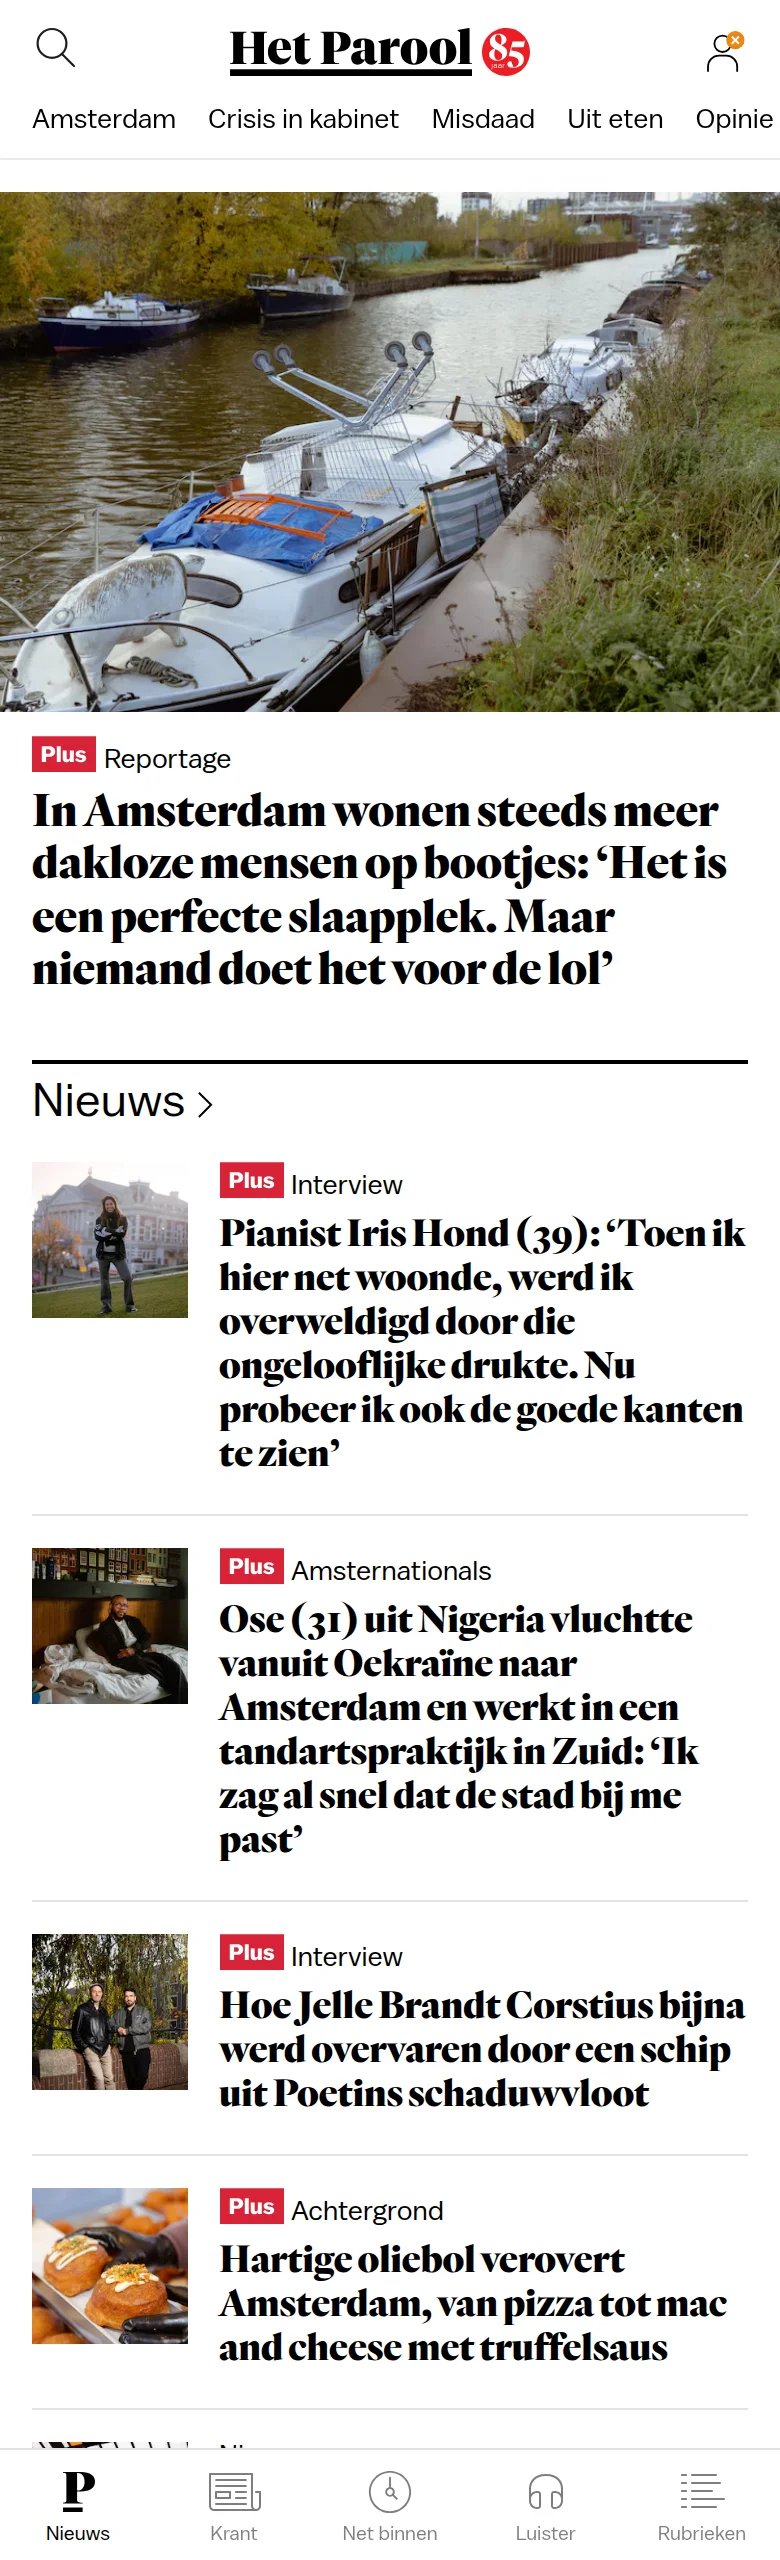 Het Parool 85 jaar
Amsterdam Crisis in kabinet Misdaad Uit eten Opinie
Plus Reportage
In Amsterdam wonen steeds meer
dakloze mensen op bootjes: ‘Het is
een perfecte slaapplek. Maar
niemand doet het voor de lol’
Nieuws
Plus Interview
Pianist Iris Hond (39): ‘Toen ik
hier net woonde, werd ik
overweldigd door die
ongelooflijke drukte. Nu
probeer ik ook de goede kanten
te zien’
Plus Amsternationals
Ose (31) uit Nigeria vluchtte
vanuit Oekraïne naar
Amsterdam en werkt in een
tandartspraktijk in Zuid: ‘Ik
zag al snel dat de stad bij me
past’
Plus Interview
Hoe Jelle Brandt Corstius bijna
werd overvaren door een schip
uit Poetins schaduwvloot
Plus Achtergrond
Hartige oliebol verovert
Amsterdam, van pizza tot mac
and cheese met truffelsaus
P
Nieuws Krant Net binnen Luister Rubrieken